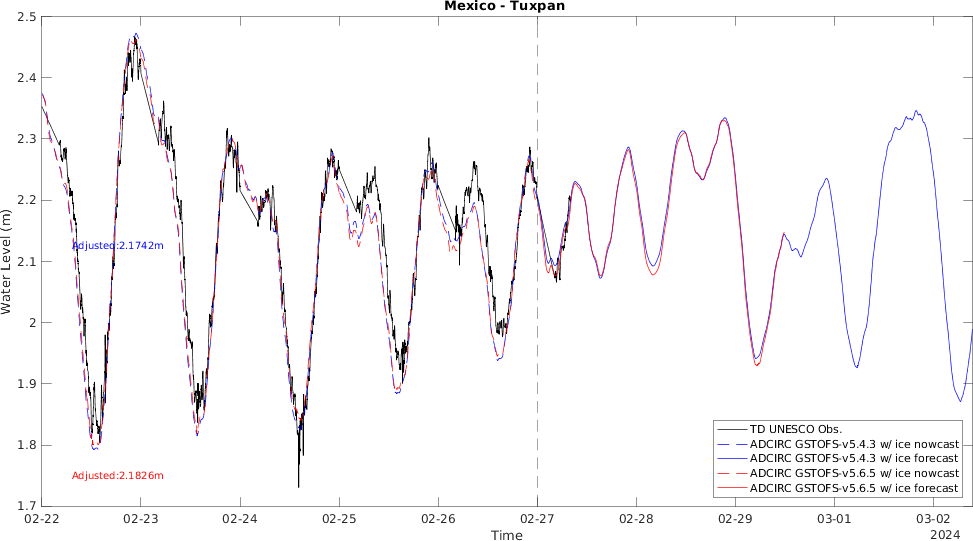 Mexico - Tuxpan
Water Level (m)
2.5
2.4
2.3
2.2
2.1
2
1.9
1.8
1.7
Adjusted:2.1742m
Adjusted:2.1826m
TD UNESCO Obs.
ADCIRC GSTOFS-v5.4.3 w/ ice nowcast
ADCIRC GSTOFS-v5.4.3 w/ ice forecast
ADCIRC GSTOFS-v5.6.5 w/ ice nowcast
ADCIRC GSTOFS-v5.6.5 w/ ice forecast
02-22 02-23 02-24 02-25 02-26 02-27 02-28 02-29 03-01 03-02
2024
Time